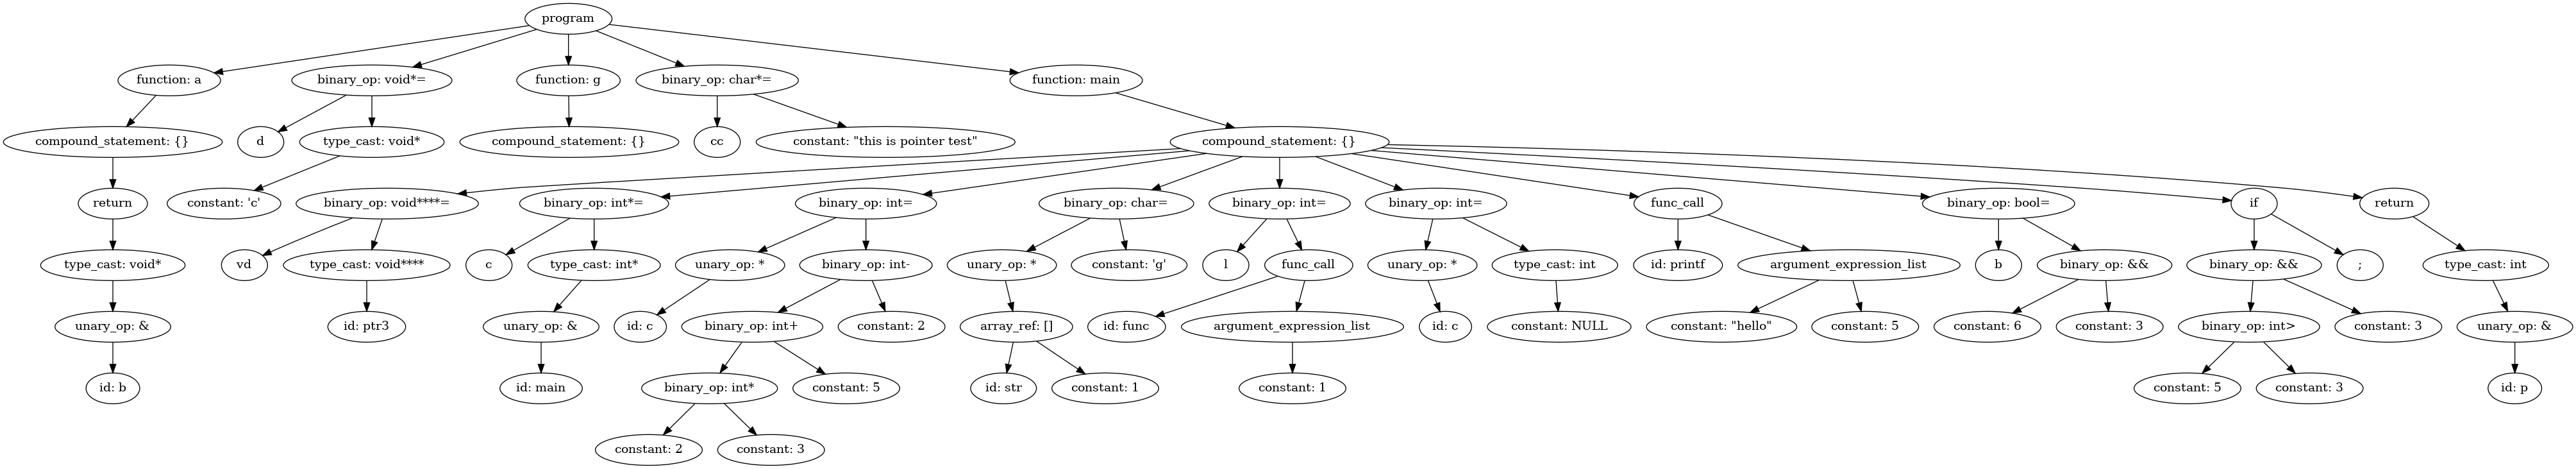 program
function: a
binary_op: void*=
function: g
binary_op: char*=
function: main
compound_statement: {}
d
type_cast: void*
compound_statement: {}
cc
constant: "this is pointer test"
compound_statement: {}
return
constant: 'c'
binary_op: void****=
binary_op: int*=
binary_op: int=
binary_op: char=
binary_op: int=
binary_op: int=
func_call
binary_op: bool=
if
return
type_cast: void*
vd
type_cast: void****
c
type_cast: int*
unary_op: *
binary_op: int-
unary_op: *
constant: 'g'
l
func_call
unary_op: *
type_cast: int
id: printf
argument_expression_list
b
binary_op: &&
binary_op: &&
;
type_cast: int
unary_op: &
id: ptr3
unary_op: &
id: c
binary_op: int+
constant: 2
array_ref: []
id: func
argument_expression_list
id: c
constant: NULL
constant: "hello"
constant: 5
constant: 6
constant: 3
binary_op: int>
constant: 3
unary_op: &
id: b
id: main
binary_op: int*
constant: 5
id: str
constant: 1
constant: 1
constant: 5
constant: 3
id: p
constant: 2
constant: 3